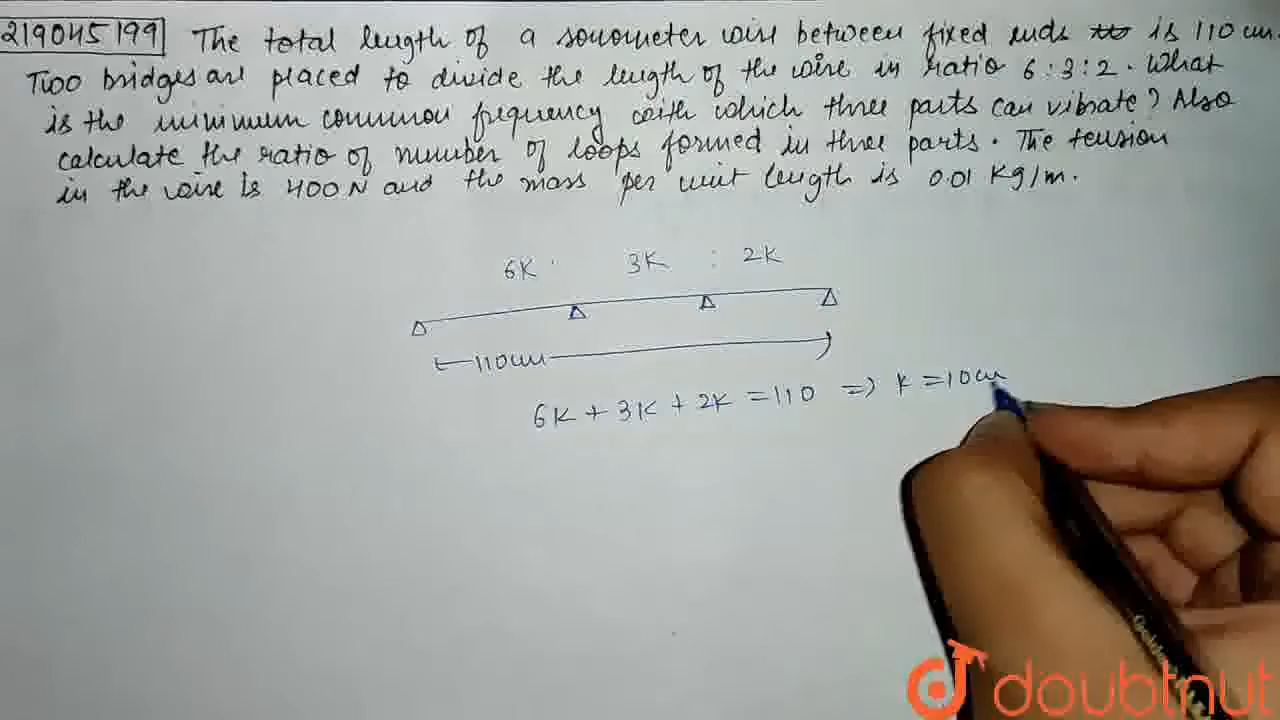 219045199 The total length of a sonometer wire between fixed ends is 110 cm.
Two bridges are placed to divide the length of the wire in ratio 6:3:2. What
is the minimum common frequency with which three parts can vibrate? Also
calculate the ratio of number of loops formed in three parts. The tension
in the wire is 400 N and the mass per unit length is 0.01 Kg/m.
6K : 3K : 2K
110cm
6K + 3K + 2K = 110 => K = 10cm
doubtnut